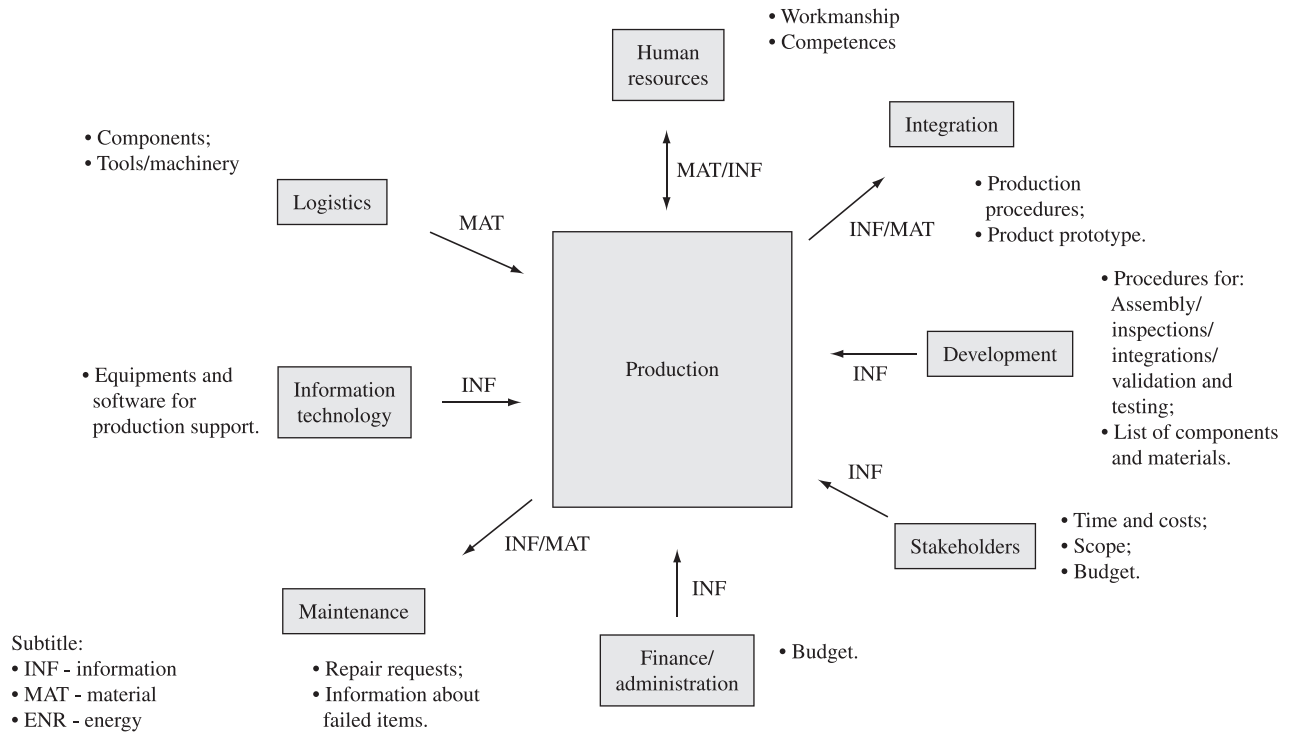 • Workmanship
• Competences
Human
resources
Integration
• Components;
• Tools/machinery
MAT/INF
• Production
procedures;
• Product prototype.
Logistics
MAT
INF/MAT
• Procedures for:
Assembly/
inspections/
integrations/
validation and
testing;
• List of components
and materials.
Development
INF
Production
• Equipments and
software for
production support.
Information
technology
INF
INF
Stakeholders
• Time and costs;
• Scope;
• Budget.
INF/MAT
INF
Maintenance
• Repair requests;
• Information about
failed items.
Finance/
administration
• Budget.
Subtitle:
• INF - information
• MAT - material
• ENR - energy